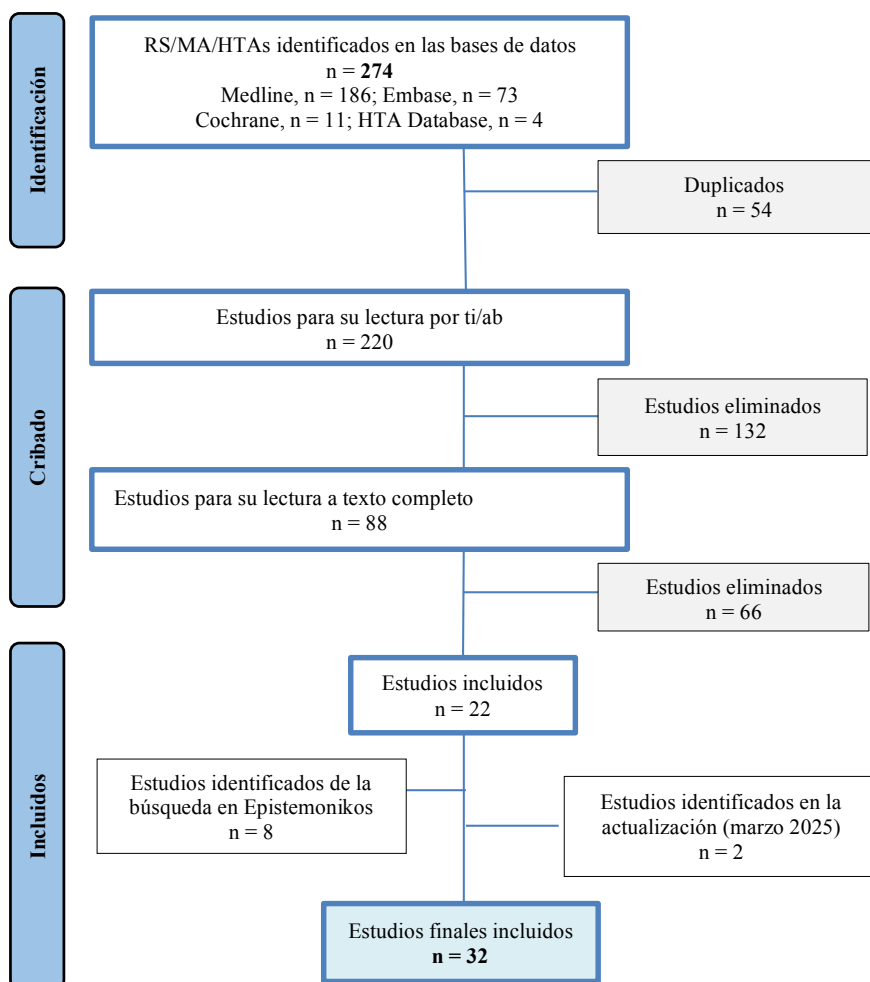 Identificación
RS/MA/HTAs identificados en las bases de datos
n = 274
Medline, n = 186; Embase, n = 73
Cochrane, n = 11; HTA Database, n = 4
Duplicados
n = 54
Cribado
Estudios para su lectura por ti/ab
n = 220
Estudios eliminados
n = 132
Estudios para su lectura a texto completo
n = 88
Estudios eliminados
n = 66
Incluidos
Estudios incluidos
n = 22
Estudios identificados de la
búsqueda en Epistemonikos
n = 8
Estudios identificados en la
actualización (marzo 2025)
n = 2
Estudios finales incluidos
n = 32